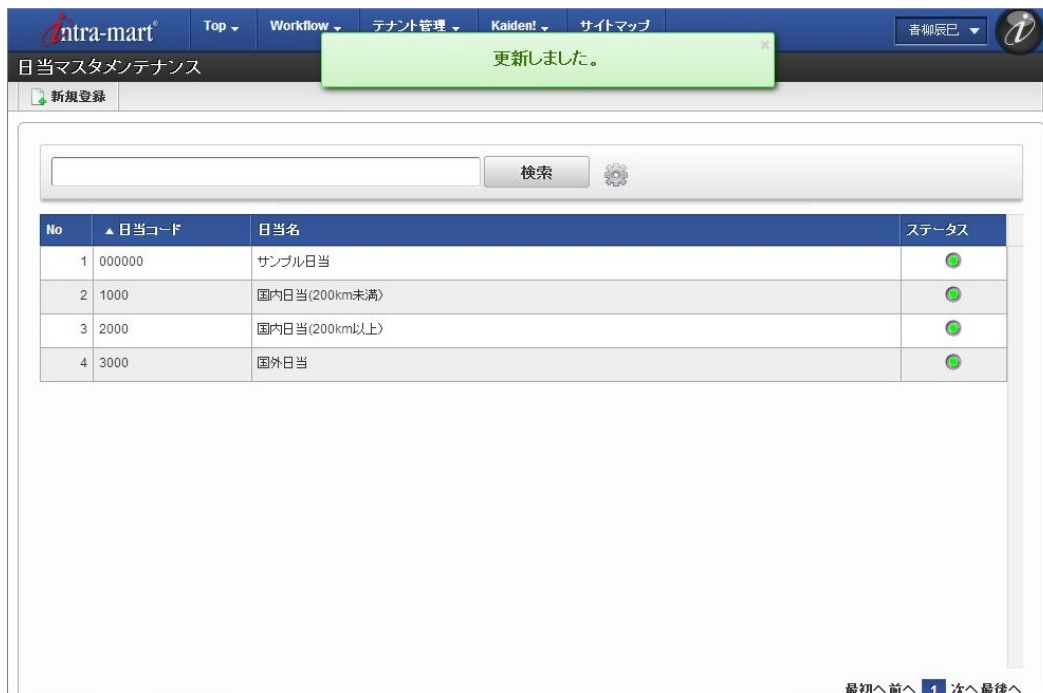 intra-mart® Top Workflow テナント管理 Kaiden! サイトマップ 青柳辰巳
更新しました。 ×
日当マスタメンテナンス
新規登録
検索
No ▲日当コード 日当名 ステータス
1 000000 サンプル日当
2 1000 国内日当(200km未満)
3 2000 国内日当(200km以上)
4 3000 国外日当
最初へ 前へ 1 次へ 最後へ